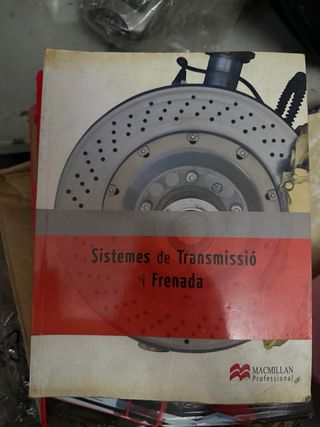 Sistemes de Transmissió
i Frenada
MACMILLAN
Professional